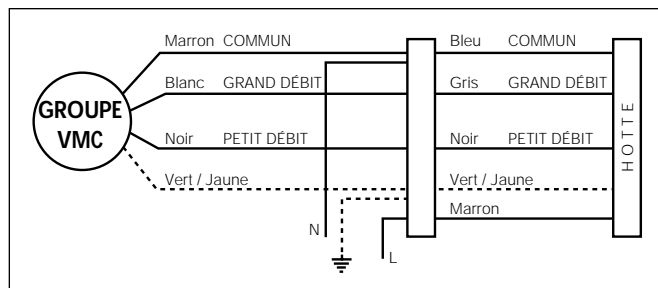 Marron COMMUN
Bleu COMMUN
Blanc GRAND DÉBIT
Gris GRAND DÉBIT
GROUPE
VMC
Noir PETIT DÉBIT
Noir PETIT DÉBIT
HOTTE
Vert / Jaune
Vert / Jaune
Marron
N
L